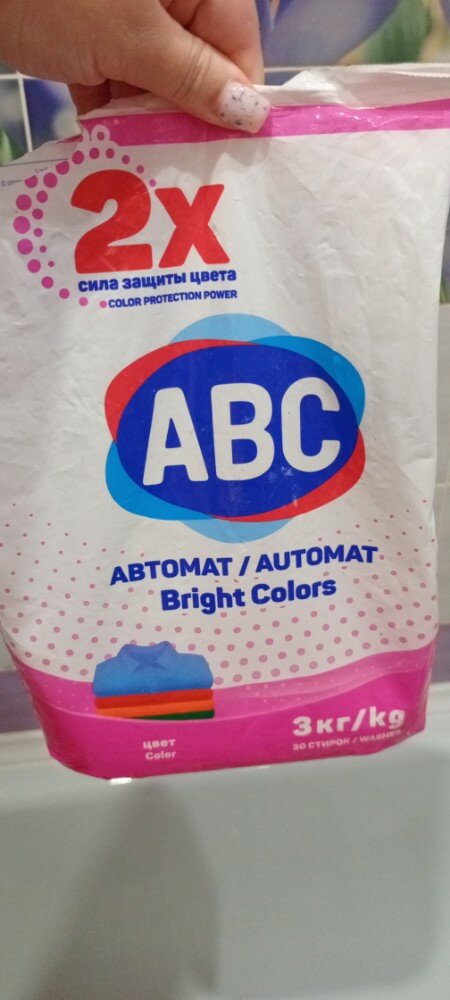 2X
сила защиты цвета
COLOR PROTECTION POWER
ABC
АВТОМАТ / AUTOMAT
Bright Colors
3кг/kg
30 СТИРОК / WASHES
цвет
Color